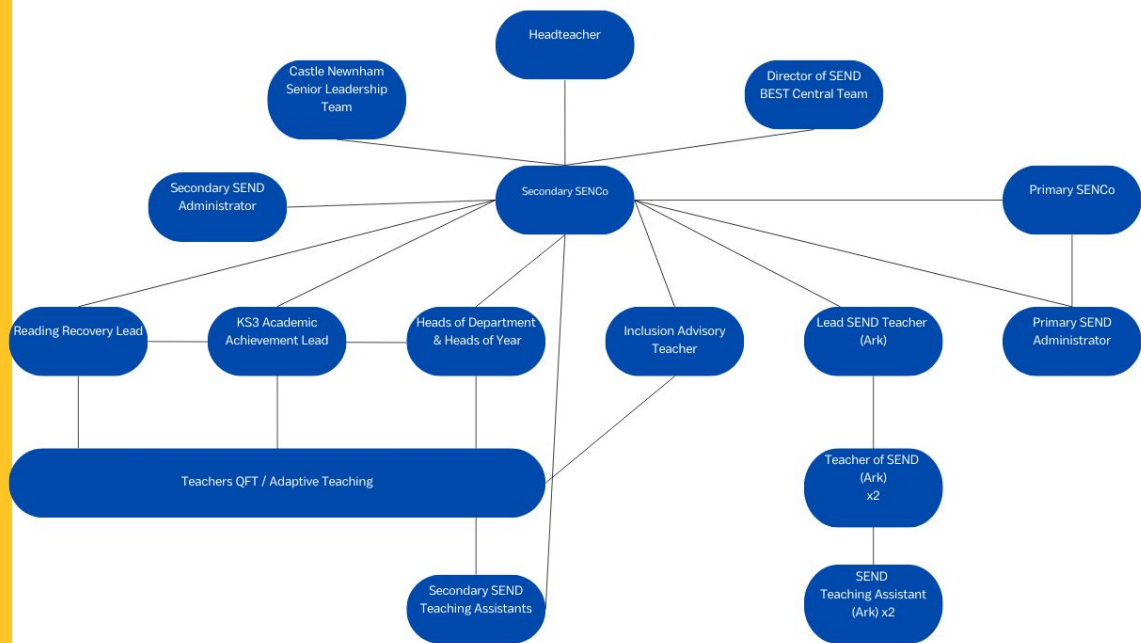 Headteacher
Castle Newnham
Senior Leadership
Team
Director of SEND
BEST Central Team
Secondary SEND
Administrator
Secondary SENCo
Primary SENCo
Reading Recovery Lead
KS3 Academic
Achievement Lead
Heads of Department
& Heads of Year
Inclusion Advisory
Teacher
Lead SEND Teacher
(Ark)
Primary SEND
Administrator
Teachers QFT / Adaptive Teaching
Teacher of SEND
(Ark)
x2
Secondary SEND
Teaching Assistants
SEND
Teaching Assistant
(Ark) x2